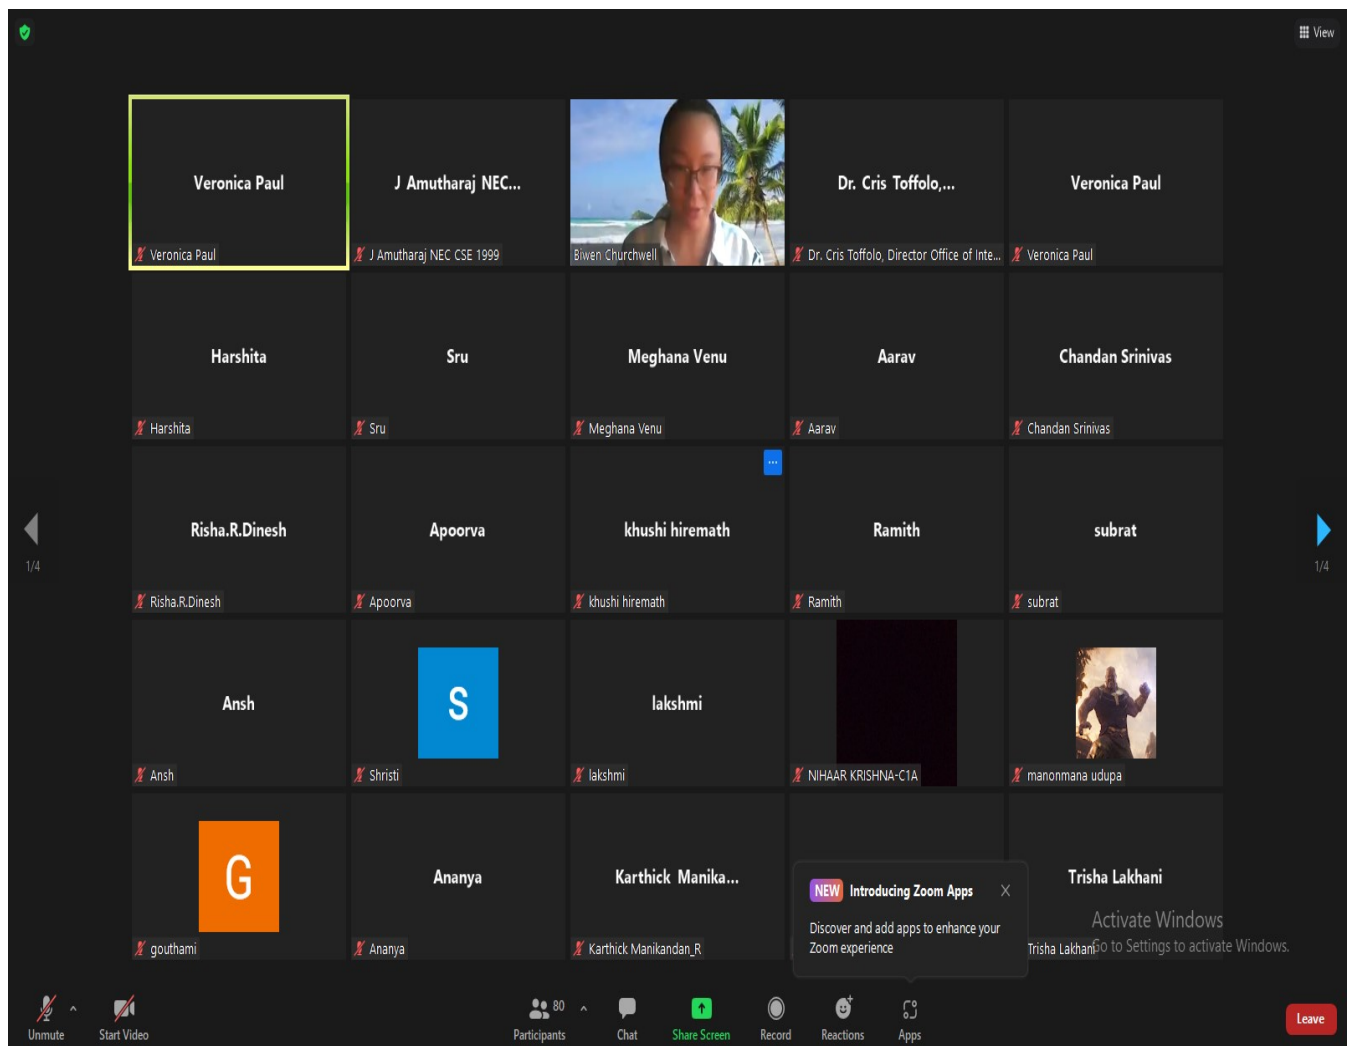 View
Veronica Paul
Veronica Paul
J Amutharaj NEC...
J Amutharaj NEC CSE 1999
Biwen Churchwell
Dr. Cris Toffolo,...
Dr. Cris Toffolo, Director Office of Inte...
Veronica Paul
Veronica Paul
Harshita
Harshita
Sru
Sru
Meghana Venu
Meghana Venu
Aarav
Aarav
Chandan Srinivas
Chandan Srinivas
Risha.R.Dinesh
Risha.R.Dinesh
Apoorva
Apoorva
...
khushi hiremath
khushi hiremath
Ramith
Ramith
subrat
subrat
1/4
1/4
Ansh
Ansh
S
Shristi
lakshmi
lakshmi
NIHAAR KRISHNA-C1A
manonmana udupa
G
gouthami
Ananya
Ananya
Karthick Manika...
Karthick Manikandan_R
NEW Introducing Zoom Apps X
Discover and add apps to enhance your
Zoom experience
Trisha Lakhani
Trisha Lakhani
Activate Windows
Go to Settings to activate Windows.
Unmute
Start Video
80
Participants
Chat
Share Screen
Record
Reactions
Apps
Leave